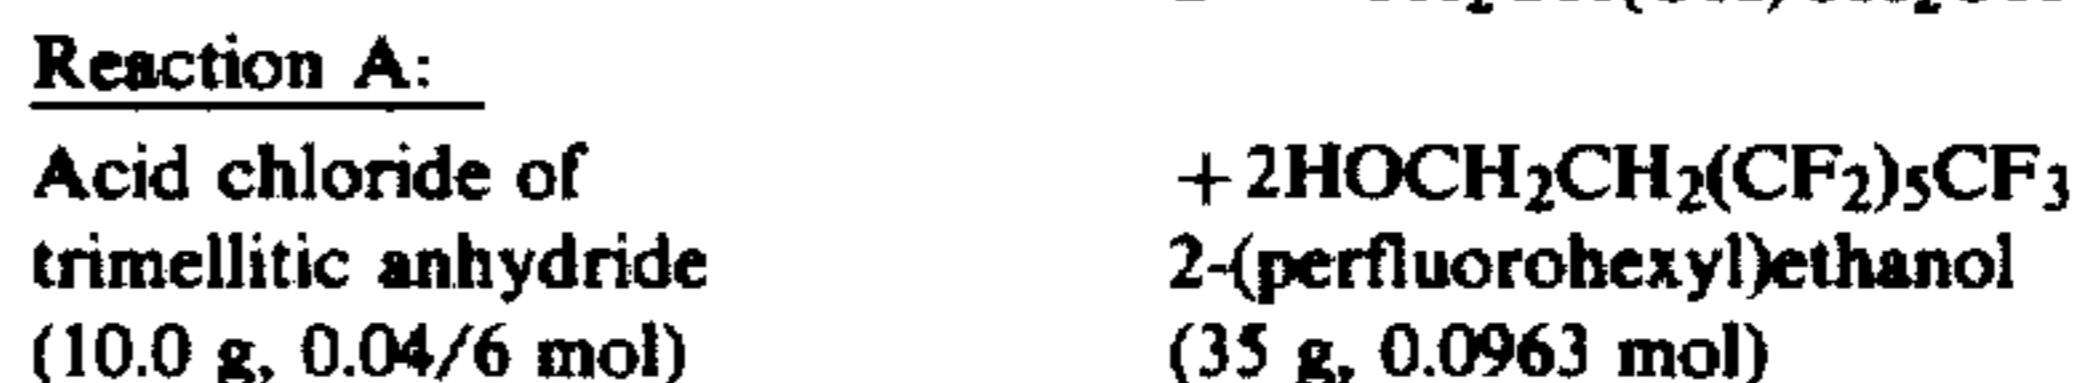 Reaction A:
Acid chloride of
+2HOCH₂CH₂(CF₂)₅CF₃
trimellitic anhydride
2-(perfluorohexyl)ethanol
(10.0 g, 0.04/6 mol)
(35 g, 0.0963 mol)